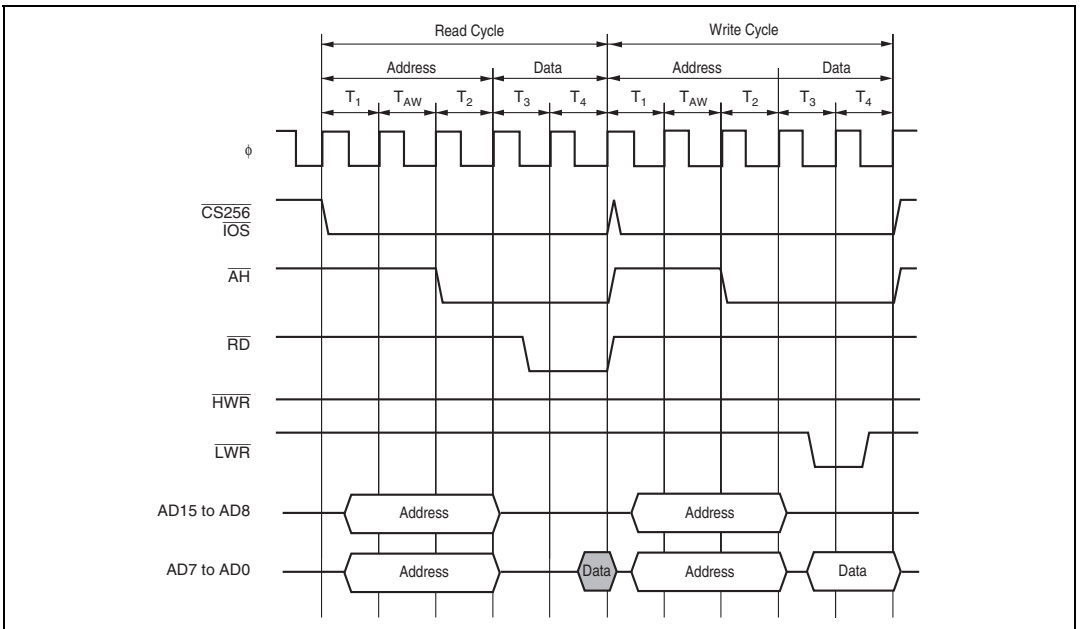 Read Cycle Write Cycle
Address Data Address Data
T1 TAW T2 T3 T4 T1 TAW T2 T3 T4
φ
CS256
IOS
AH
RD
HWR
LWR
AD15 to AD8 Address Address
AD7 to AD0 Address Data Address Data